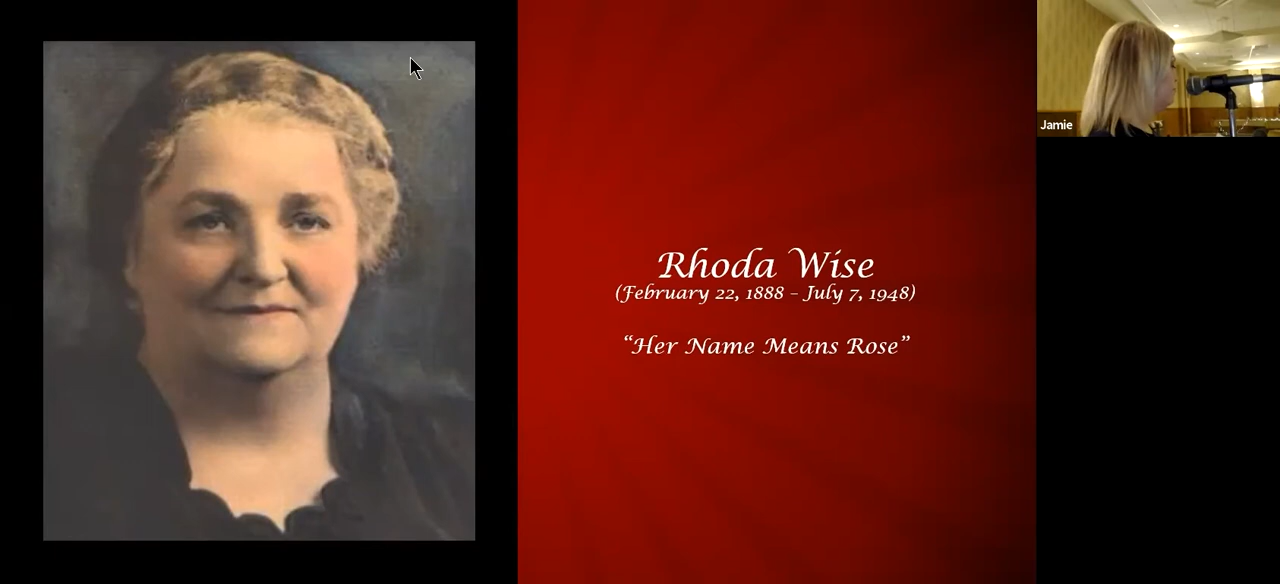 Rhoda Wise
(February 22, 1888 – July 7, 1948)
“Her Name Means Rose”
Jamie